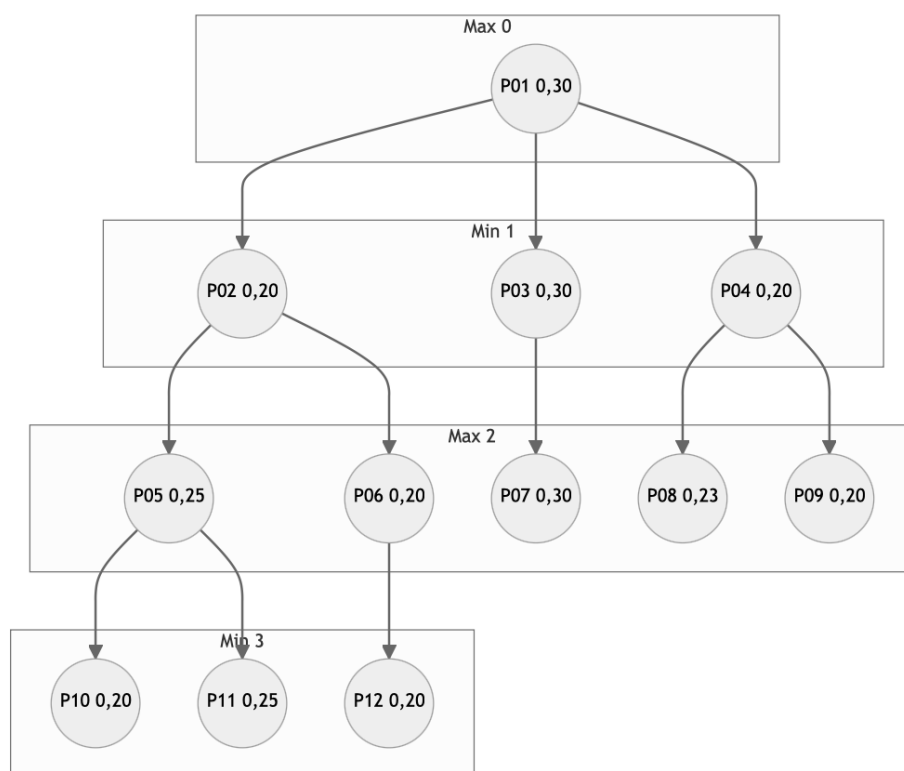 Max 0
P01 0,30
Min 1
P02 0,20
P03 0,30
P04 0,20
Max 2
P05 0,25
P06 0,20
P07 0,30
P08 0,23
P09 0,20
Min 3
P10 0,20
P11 0,25
P12 0,20